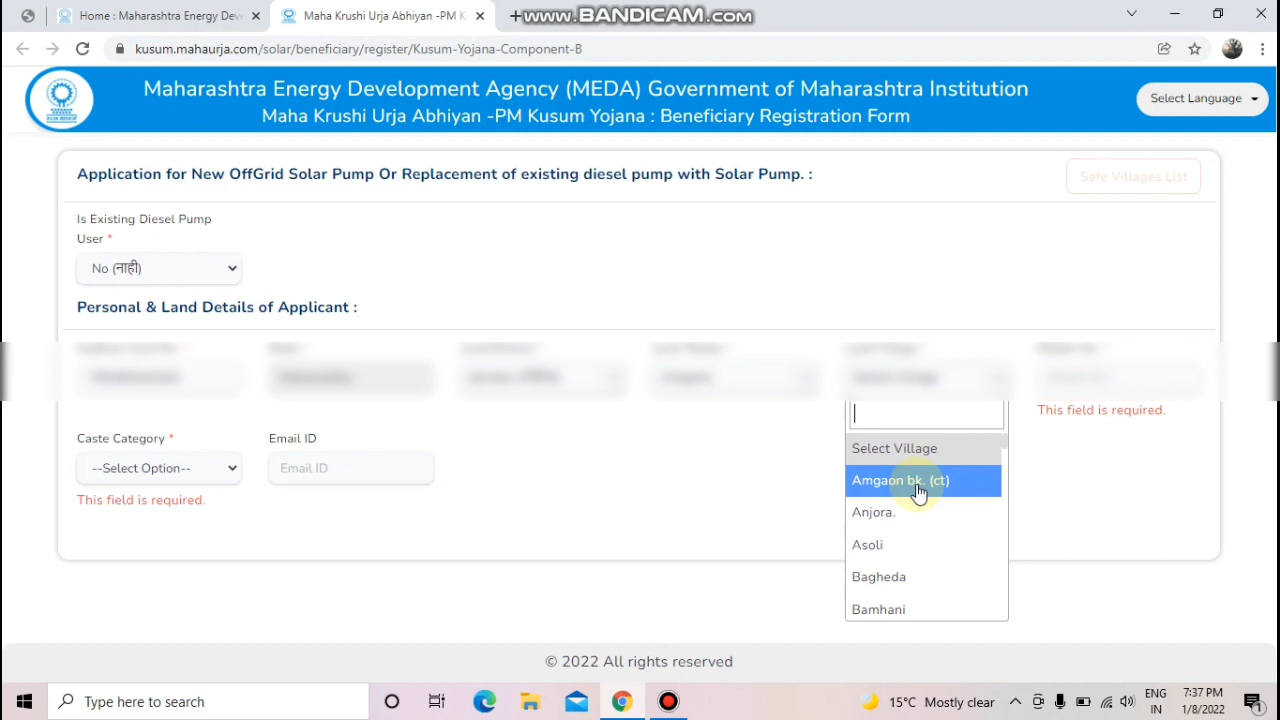 Home : Maharashtra Energy Deve
Maha Krushi Urja Abhiyan -PM K
www.BANDICAM.com
kusum.mahaurja.com/solar/beneficiary/register/Kusum-Yojana-Component-B
Maharashtra Energy Development Agency (MEDA) Government of Maharashtra Institution
Maha Krushi Urja Abhiyan -PM Kusum Yojana : Beneficiary Registration Form
Select Language
Application for New OffGrid Solar Pump Or Replacement of existing diesel pump with Solar Pump. :
Safe Villages List
Is Existing Diesel Pump
User *
No (नाही)
Personal & Land Details of Applicant :
This field is required.
Caste Category *
Email ID
--Select Option--
Email ID
This field is required.
Select Village
Amgaon bk. (ct)
Anjora.
Asoli
Bagheda
Bamhani
© 2022 All rights reserved
Type here to search
15°C Mostly clear
ENG
IN
7:37 PM
1/8/2022
1